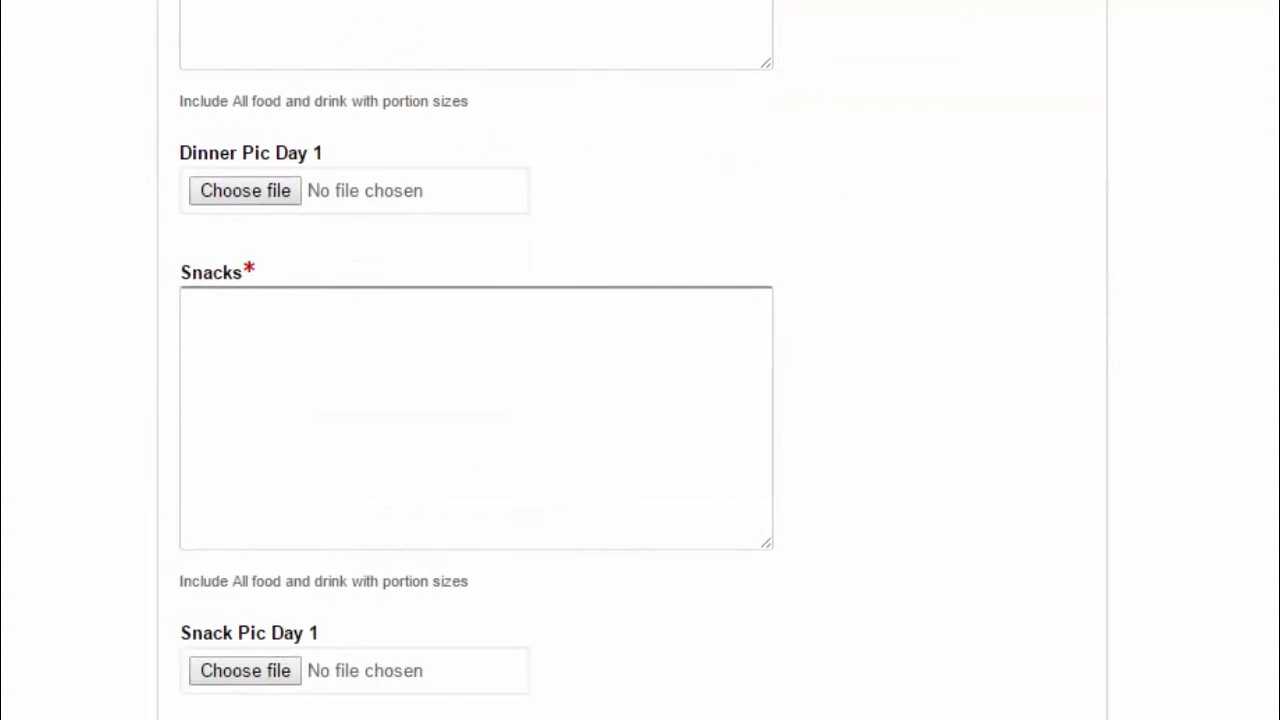 Include All food and drink with portion sizes
Dinner Pic Day 1
Choose file No file chosen
Snacks*
Include All food and drink with portion sizes
Snack Pic Day 1
Choose file No file chosen